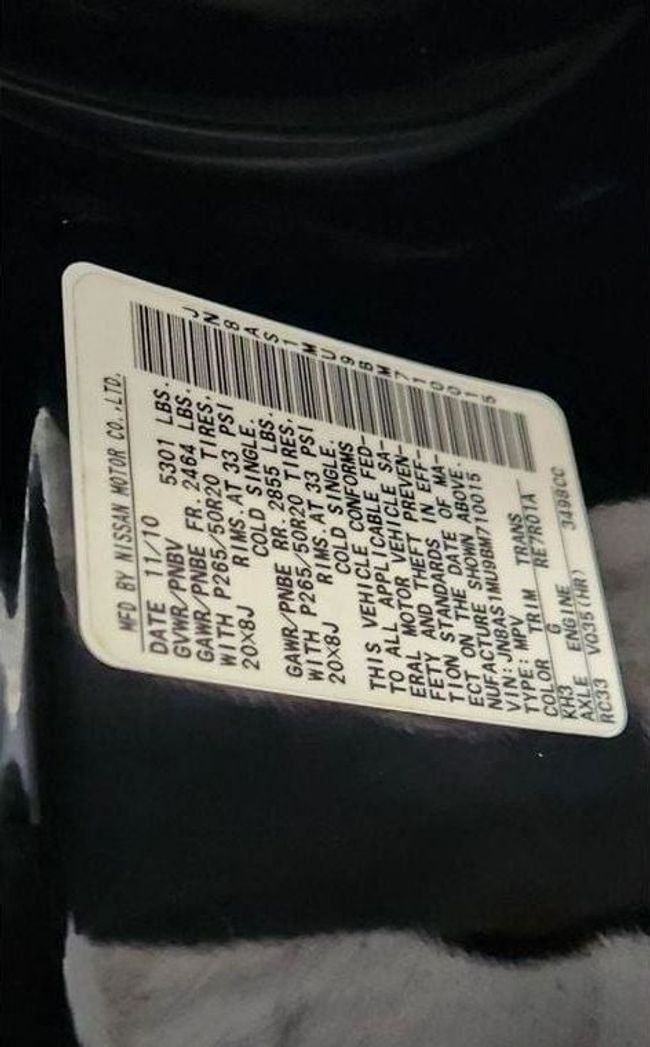 MFD BY NISSAN MOTOR CO.,LTD.
DATE 11/10
GVWR/PNBV 5301 LBS.
GAWR/PNBE FR. 2464 LBS.
WITH P265/50R20 TIRES,
20X8J RIMS.AT 33 PSI
COLD SINGLE.
GAWR/PNBE RR. 2855 LBS.
WITH P265/50R20 TIRES,
20X8J RIMS.AT 33 PSI
COLD SINGLE.
THIS VEHICLE CONFORMS
TO ALL APPLICABLE FED-
ERAL MOTOR VEHICLE SA-
FETY AND THEFT PREVEN-
TION STANDARDS IN EFF-
ECT ON THE DATE OF MA-
NUFACTURE SHOWN ABOVE.
VIN:JN8AS1MU9BM710015
TYPE:MPV
COLOR TRIM TRANS
KH3 G RE7R01A
AXLE ENGINE
RC33 VQ35(HR) 3498CC
JN8AS1MU9BM710015